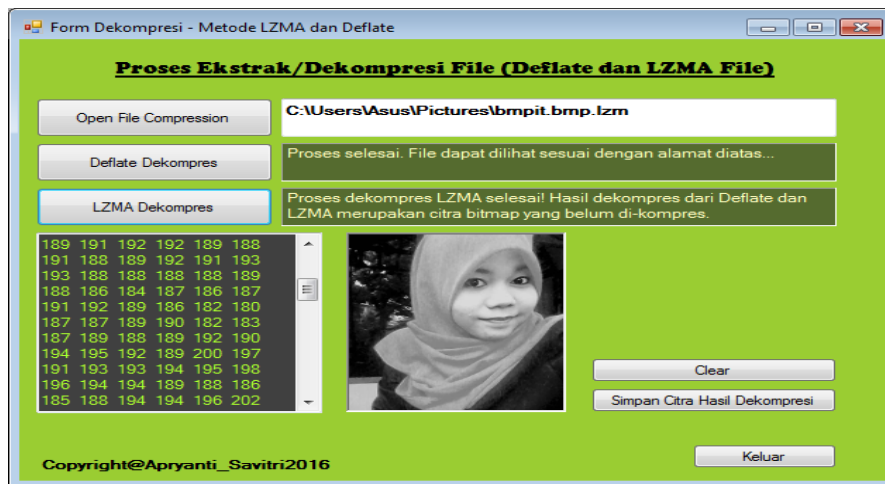 Form Dekompresi - Metode LZMA dan Deflate
Proses Ekstrak/Dekompresi File (Deflate dan LZMA File)
Open File Compression
C:\Users\Asus\Pictures\bmpit.bmp.lzm
Deflate Dekompres
Proses selesai. File dapat dilihat sesuai dengan alamat diatas...
LZMA Dekompres
Proses dekompres LZMA selesai! Hasil dekompres dari Deflate dan
LZMA merupakan citra bitmap yang belum di-kompres.
189 191 192 192 189 188
191 188 189 192 191 193
193 188 188 188 188 189
188 186 184 187 186 187
191 192 189 186 182 180
187 187 189 190 182 183
187 189 188 189 192 190
194 195 192 189 200 197
191 193 193 194 195 198
196 194 194 189 188 186
185 188 194 194 196 202
Clear
Simpan Citra Hasil Dekompresi
Keluar
Copyright@Apryanti_Savitri2016